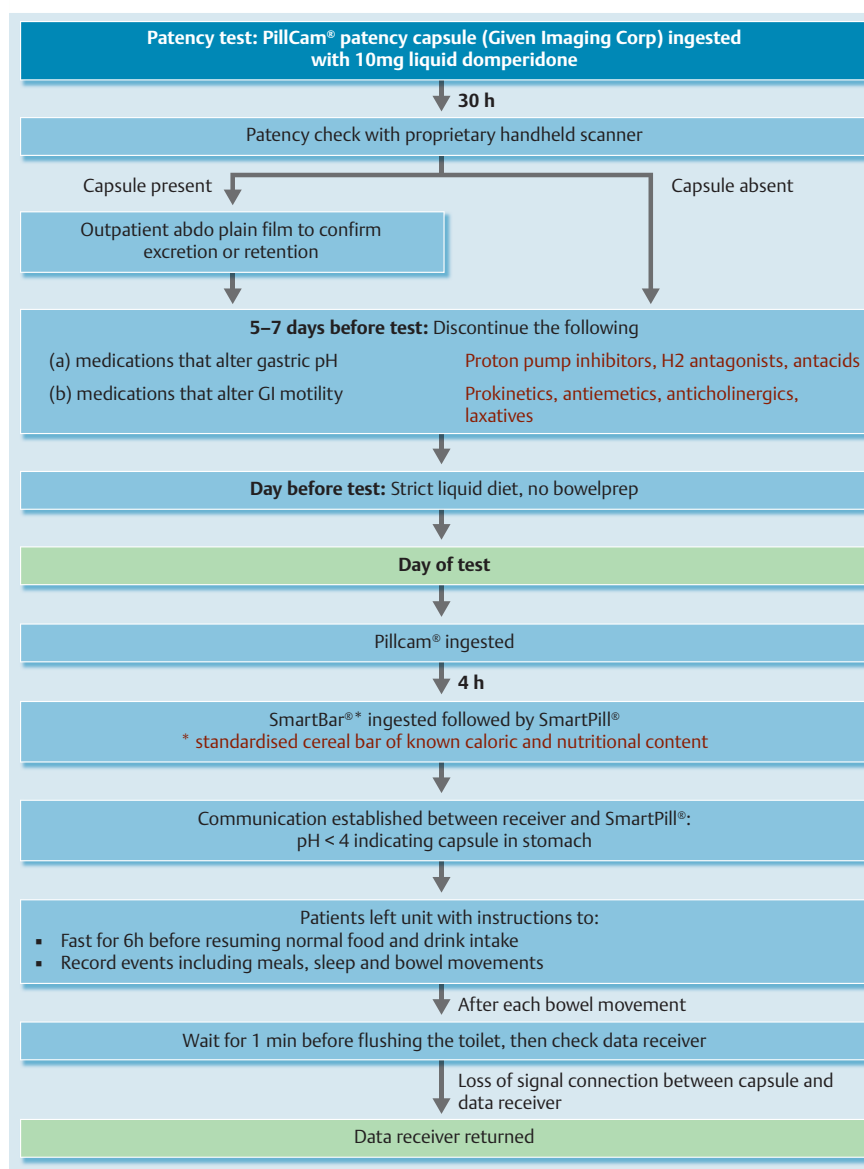 Patency test: PillCam® patency capsule (Given Imaging Corp) ingested
with 10mg liquid domperidone
30 h
Patency check with proprietary handheld scanner
Capsule present
Capsule absent
Outpatient abdo plain film to confirm
excretion or retention
5–7 days before test: Discontinue the following
(a) medications that alter gastric pH
Proton pump inhibitors, H2 antagonists, antacids
(b) medications that alter GI motility
Prokinetics, antiemetics, anticholinergics,
laxatives
Day before test: Strict liquid diet, no bowelprep
Day of test
Pillcam® ingested
4 h
SmartBar®* ingested followed by SmartPill®
* standardised cereal bar of known caloric and nutritional content
Communication established between receiver and SmartPill®:
pH < 4 indicating capsule in stomach
Patients left unit with instructions to:
▪ Fast for 6h before resuming normal food and drink intake
▪ Record events including meals, sleep and bowel movements
After each bowel movement
Wait for 1 min before flushing the toilet, then check data receiver
Loss of signal connection between capsule and
data receiver
Data receiver returned